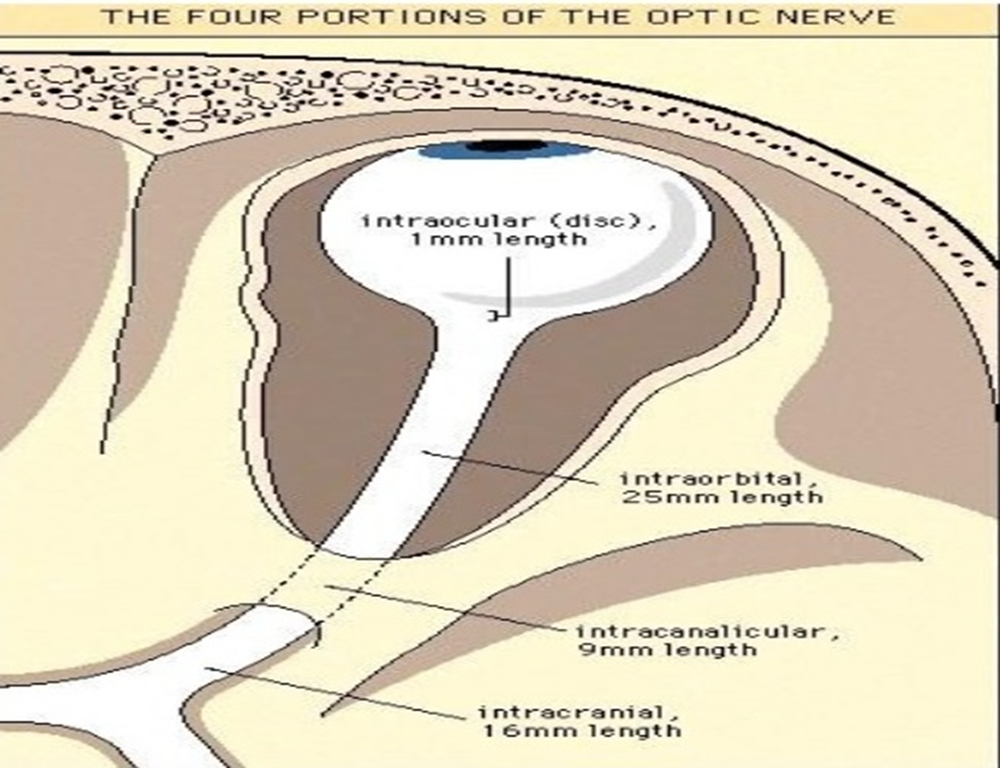 THE FOUR PORTIONS OF THE OPTIC NERVE
intraocular (disc),
1mm length
intraorbital,
25mm length
intracanalicular,
9mm length
intracranial,
16mm length